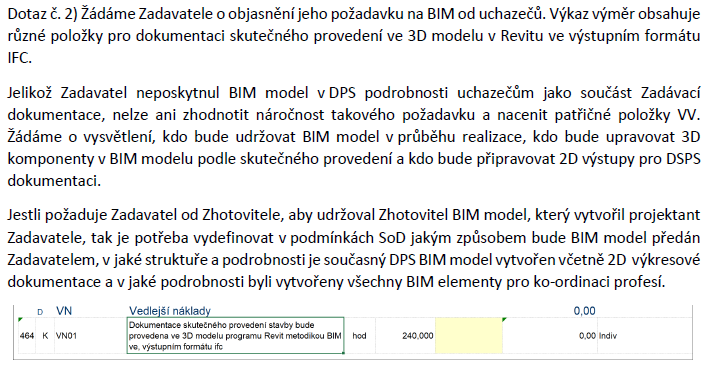 Dotaz č. 2) Žádáme Zadavatele o objasnění jeho požadavku na BIM od uchazečů. Výkaz výměr obsahuje
různé položky pro dokumentaci skutečného provedení ve 3D modelu v Revitu ve výstupním formátu
IFC.
Jelikož Zadavatel neposkytnul BIM model v DPS podrobnosti uchazečům jako součást Zadávací
dokumentace, nelze ani zhodnotit náročnost takového požadavku a nacenit patřičné položky VV.
Žádáme o vysvětlení, kdo bude udržovat BIM model v průběhu realizace, kdo bude upravovat 3D
komponenty v BIM modelu podle skutečného provedení a kdo bude připravovat 2D výstupy pro DSPS
dokumentaci.
Jestli požaduje Zadavatel od Zhotovitele, aby udržoval Zhotovitel BIM model, který vytvořil projektant
Zadavatele, tak je potřeba vydefinovat v podmínkách SoD jakým způsobem bude BIM model předán
Zadavatelem, v jaké struktuře a podrobnosti je současný DPS BIM model vytvořen včetně 2D výkresové
dokumentace a v jaké podrobnosti byli vytvořeny všechny BIM elementy pro ko-ordinaci profesí.
D VN Vedlejší náklady 0,00
Dokumentace skutečného provedení stavby bude
464 K VN01 provedena ve 3D modelu programu Revit metodikou BIM hod 240,000 0,00 Indiv
ve, výstupním formátu ifc